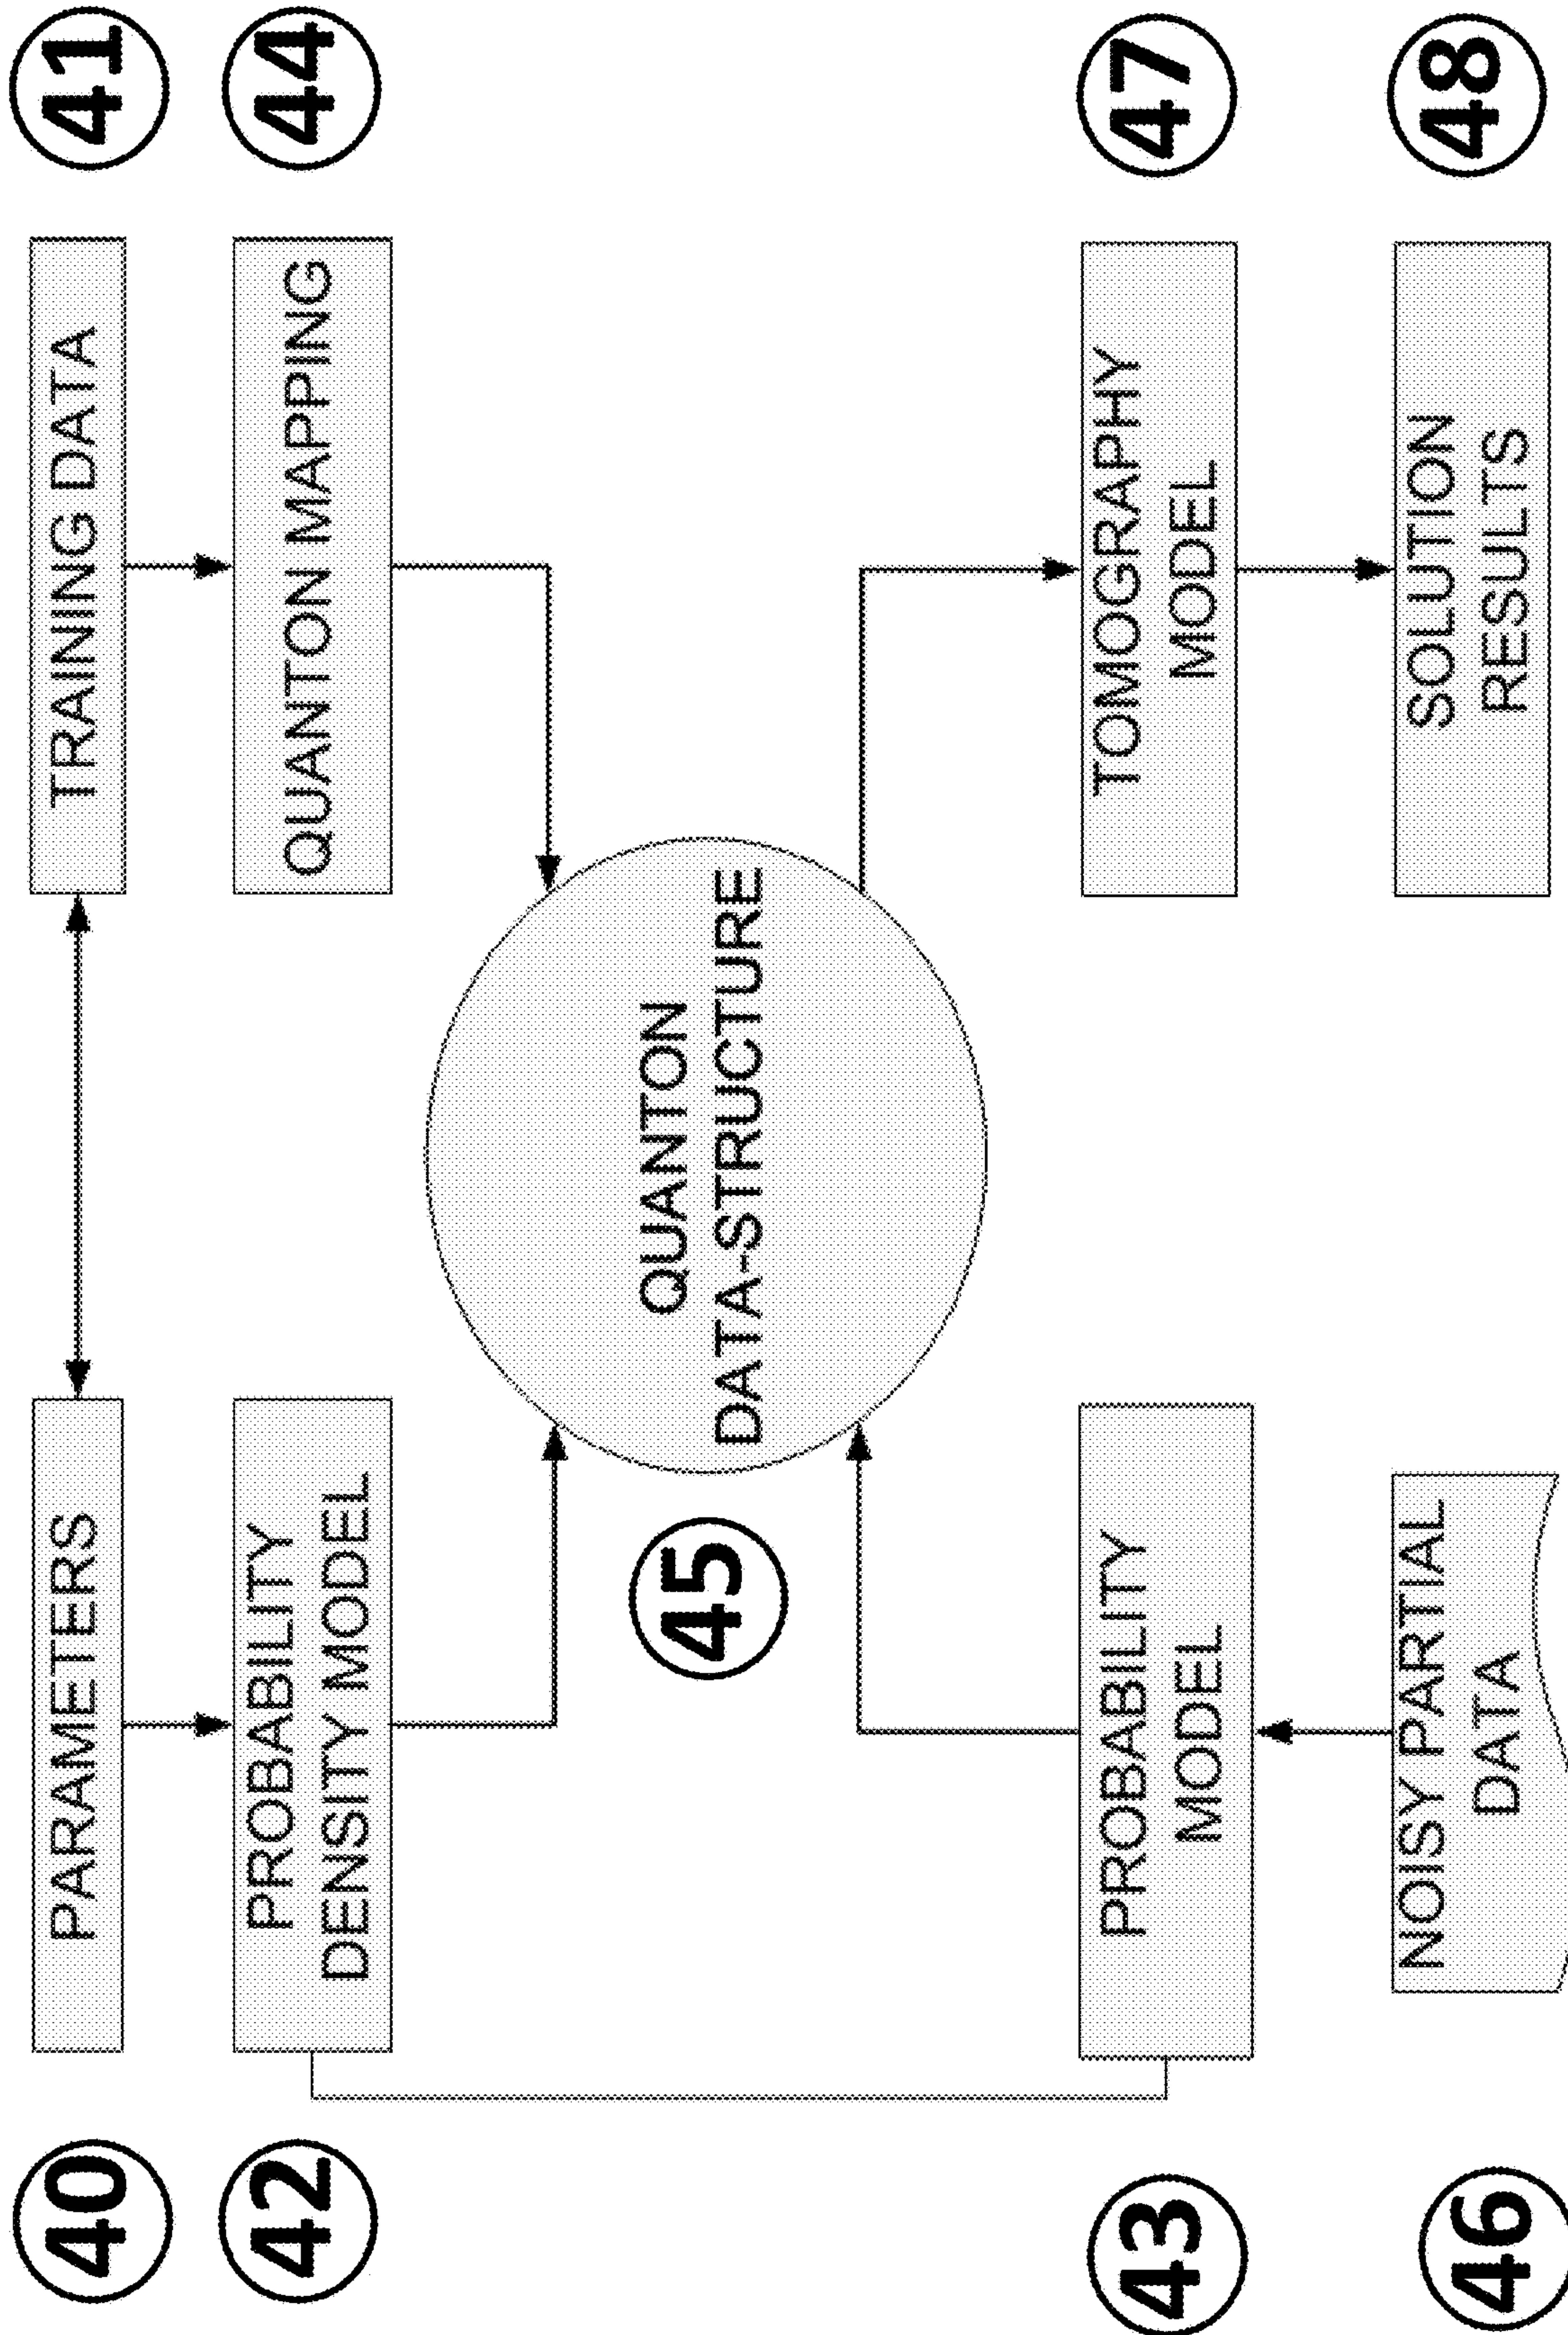 40
PARAMETERS
TRAINING DATA
41
42
PROBABILITY
DENSITY MODEL
QUANTON MAPPING
44
45
QUANTON
DATA-STRUCTURE
43
PROBABILITY
MODEL
TOMOGRAPHY
MODEL
47
46
NOISY PARTIAL
DATA
SOLUTION
RESULTS
48